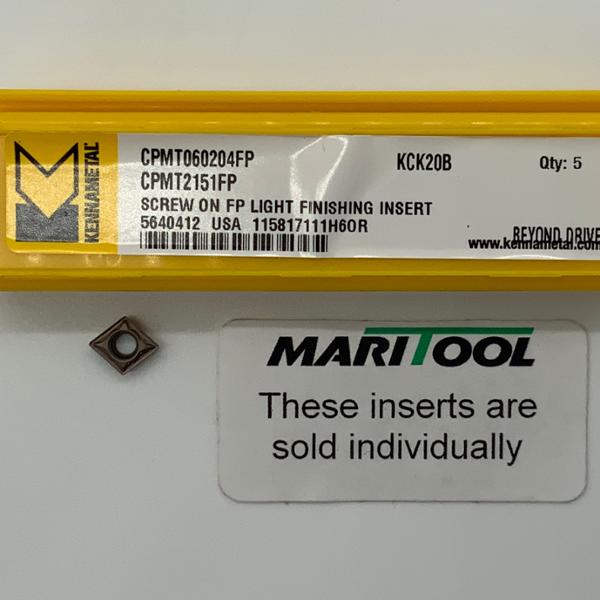 KENNAMETAL
CPMT060204FP KCK20B Qty: 5
CPMT2151FP
SCREW ON FP LIGHT FINISHING INSERT
5640412 USA 115817111H60R
BEYOND DRIVE
www.kennametal.com
MARITOOL
These inserts are
sold individually